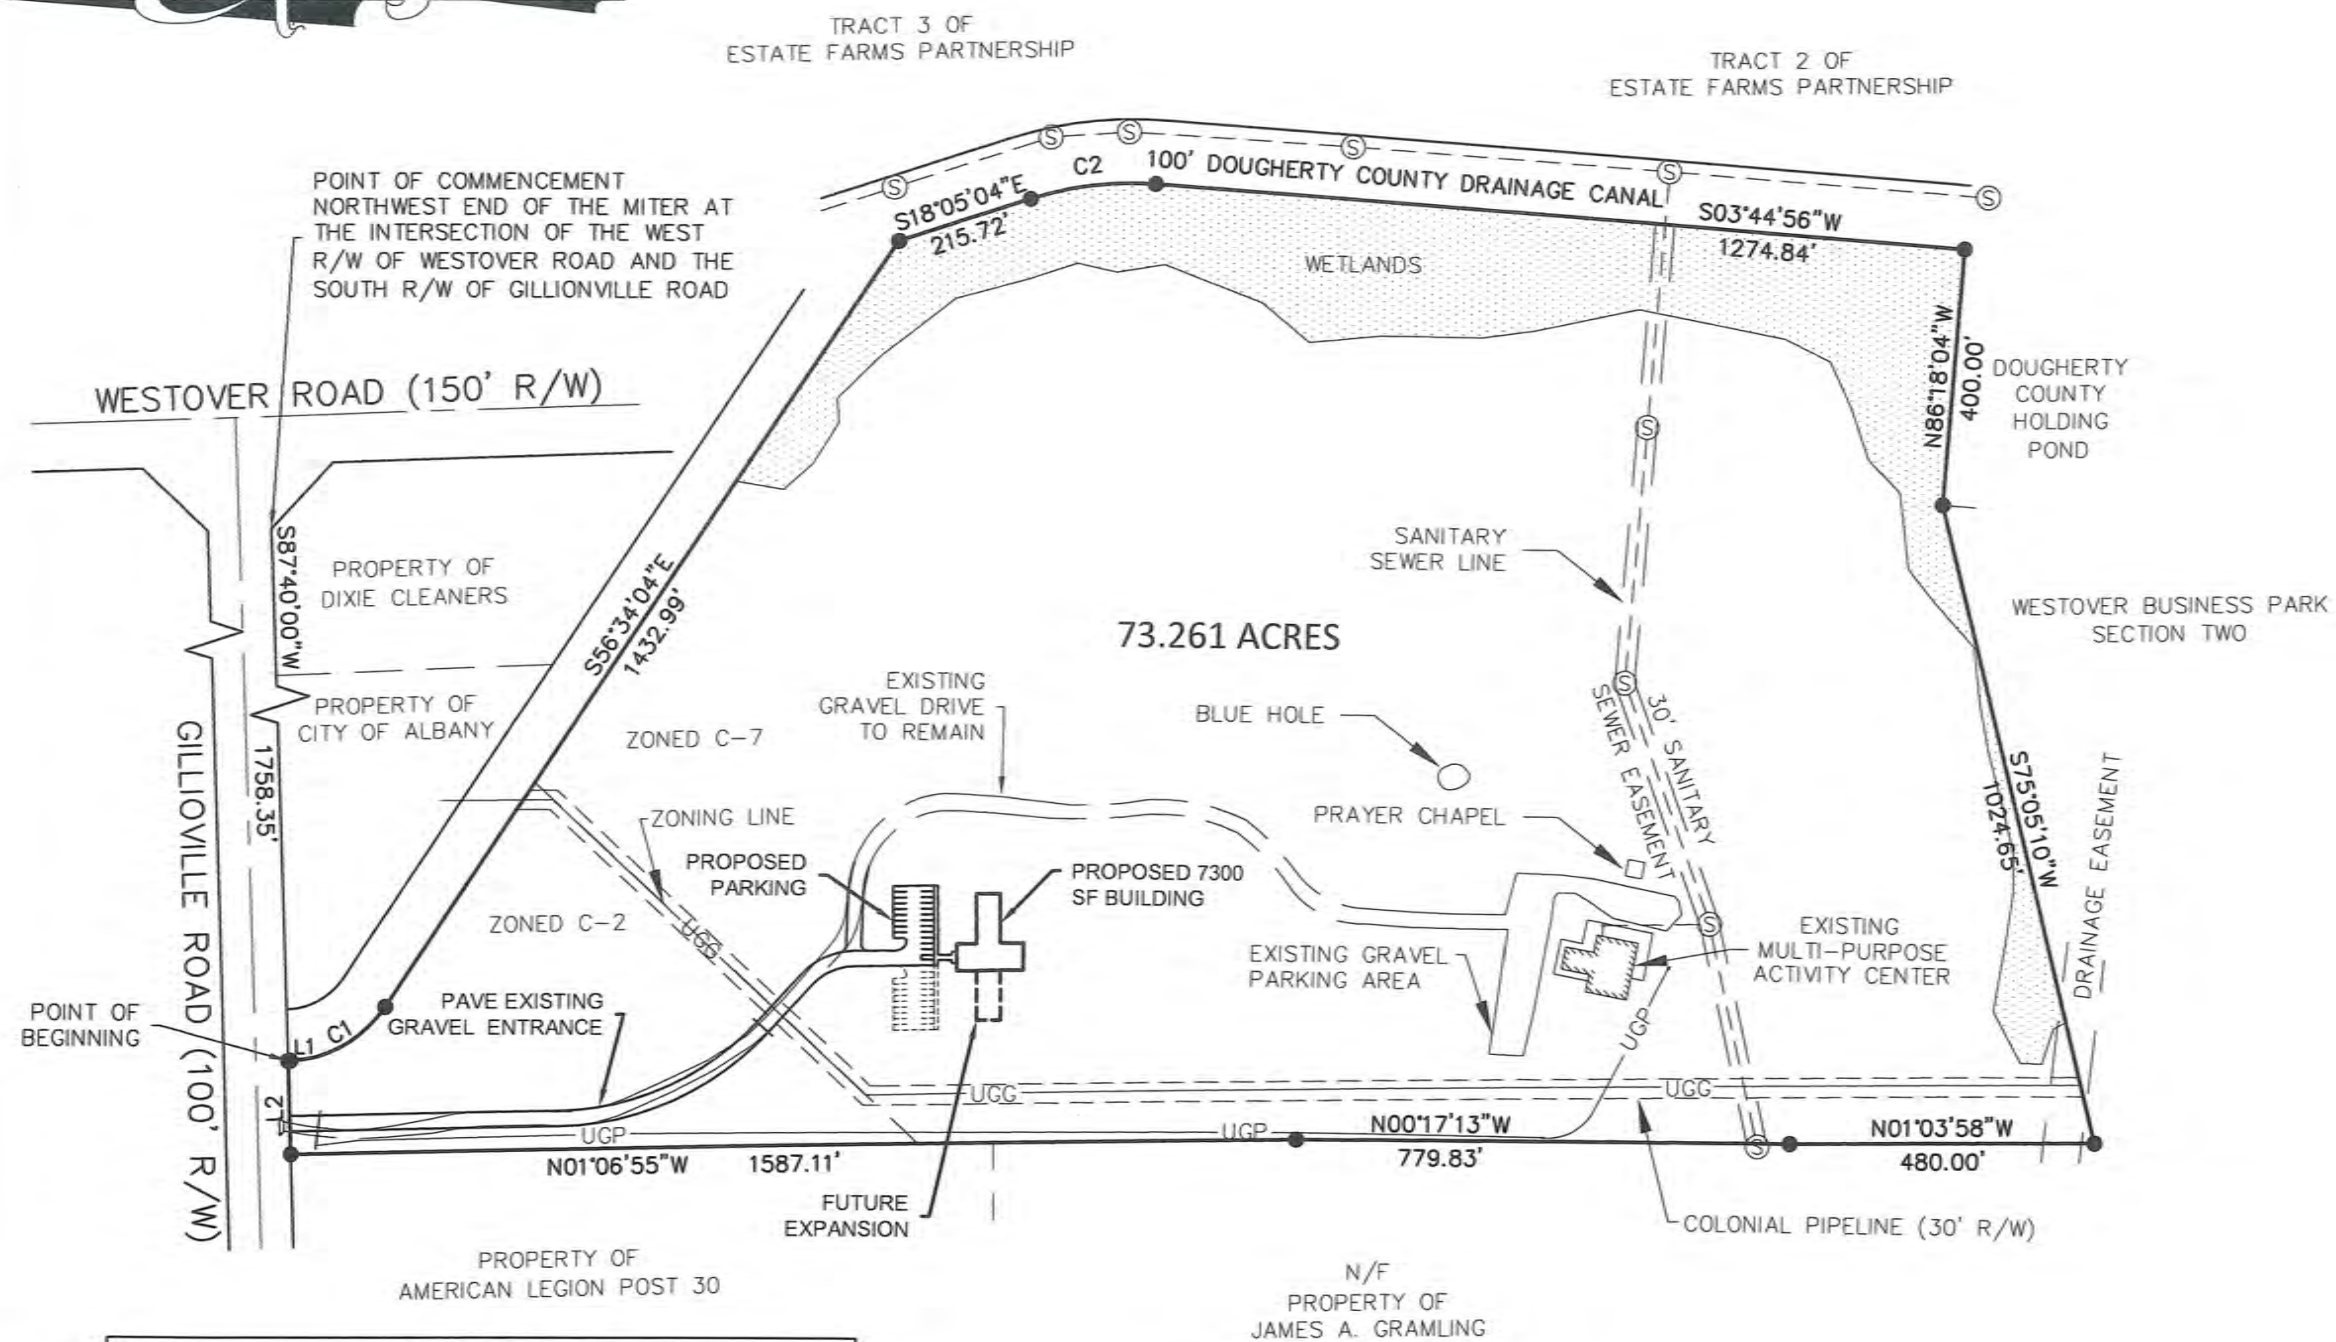 TRACT 3 OF
ESTATE FARMS PARTNERSHIP
TRACT 2 OF
ESTATE FARMS PARTNERSHIP
POINT OF COMMENCEMENT
NORTHWEST END OF THE MITER AT
THE INTERSECTION OF THE WEST
R/W OF WESTOVER ROAD AND THE
SOUTH R/W OF GILLIONVILLE ROAD
S18°05'04"E
215.72'
C2
100' DOUGHERTY COUNTY DRAINAGE CANAL
S03°44'56"W
1274.84'
WETLANDS
N86°18'04"W
400.00'
DOUGHERTY
COUNTY
HOLDING
POND
WESTOVER ROAD (150' R/W)
S87°40'00"W
1758.35'
PROPERTY OF
DIXIE CLEANERS
PROPERTY OF
CITY OF ALBANY
S56°34'04"E
1432.99'
SANITARY
SEWER LINE
73.261 ACRES
WESTOVER BUSINESS PARK
SECTION TWO
EXISTING
GRAVEL DRIVE
TO REMAIN
BLUE HOLE
30' SANITARY
SEWER EASEMENT
ZONED C-7
ZONING LINE
PRAYER CHAPEL
S75°05'10"W
1024.65'
DRAINAGE EASEMENT
PROPOSED
PARKING
PROPOSED 7300
SF BUILDING
ZONED C-2
UGG
EXISTING GRAVEL
PARKING AREA
EXISTING
MULTI-PURPOSE
ACTIVITY CENTER
GILLIOVILLE ROAD (100' R/W)
POINT OF
BEGINNING
L1
C1
L2
PAVE EXISTING
GRAVEL ENTRANCE
UGP
UGG
UGG
UGP
UGP
N01°06'55"W
1587.11'
N00°17'13"W
779.83'
N01°03'58"W
480.00'
FUTURE
EXPANSION
COLONIAL PIPELINE (30' R/W)
PROPERTY OF
AMERICAN LEGION POST 30
N/F
PROPERTY OF
JAMES A. GRAMLING
S
S
S
S
S
S
S
S
S
S